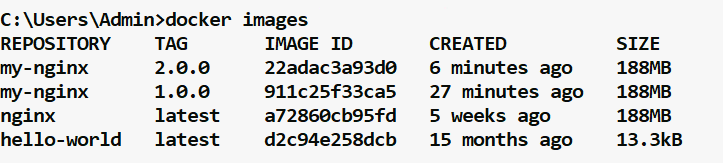 C:\Users\Admin>docker images
REPOSITORY TAG IMAGE ID CREATED SIZE
my-nginx 2.0.0 22adac3a93d0 6 minutes ago 188MB
my-nginx 1.0.0 911c25f33ca5 27 minutes ago 188MB
nginx latest a72860cb95fd 5 weeks ago 188MB
hello-world latest d2c94e258dcb 15 months ago 13.3kB